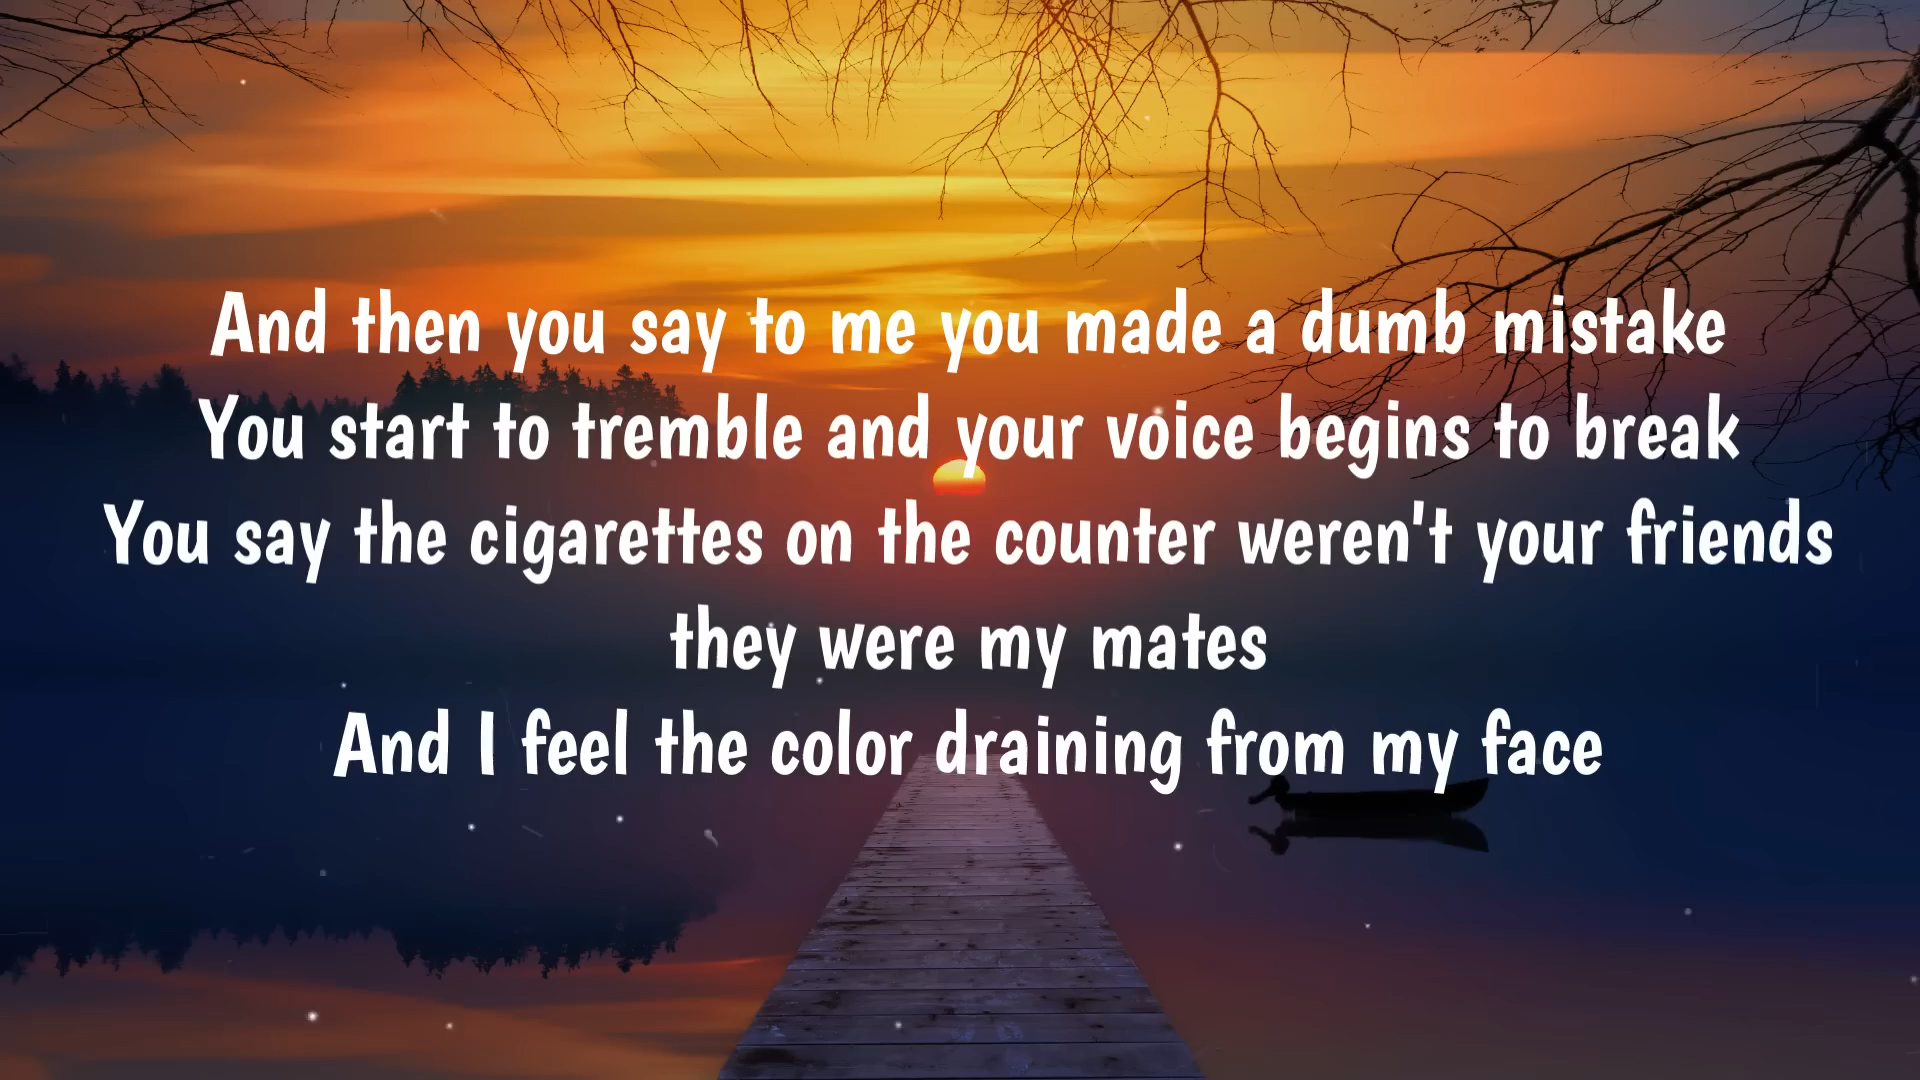 And then you say to me you made a dumb mistake
You start to tremble and your voice begins to break
You say the cigarettes on the counter weren't your friends
they were my mates
And I feel the color draining from my face